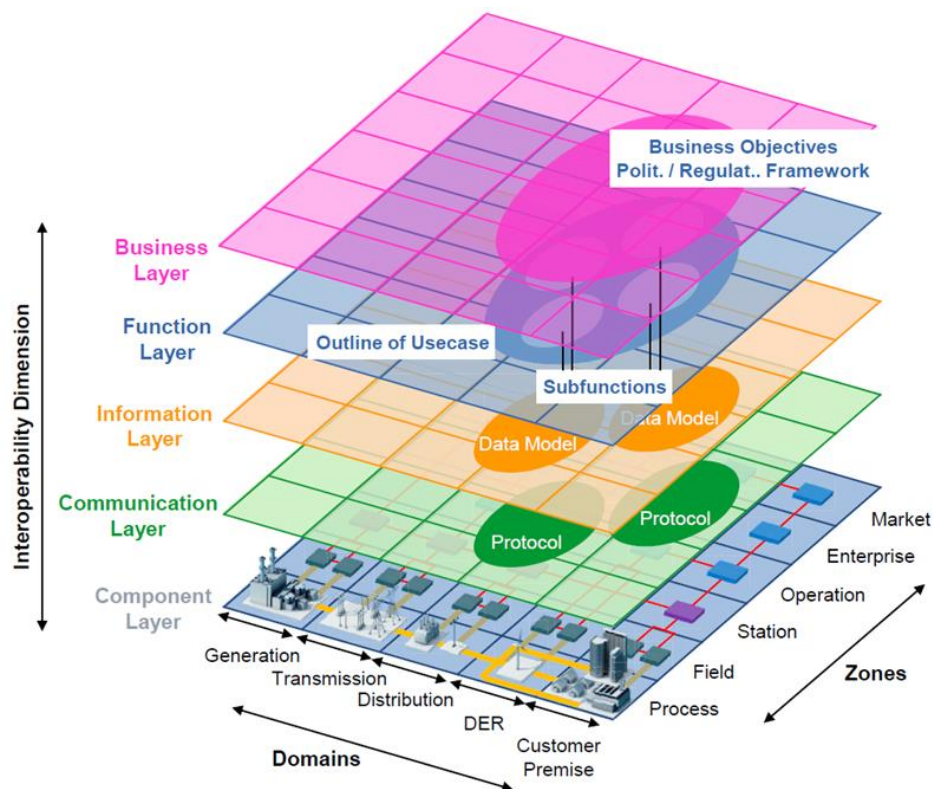 Business Objectives
Polit. / Regulat.. Framework
Business
Layer
Function
Layer
Outline of Usecase
Subfunctions
Information
Layer
Data Model
Data Model
Communication
Layer
Protocol
Protocol
Component
Layer
Interoperability Dimension
Generation
Transmission
Distribution
DER
Customer
Premise
Domains
Market
Enterprise
Operation
Station
Field
Process
Zones